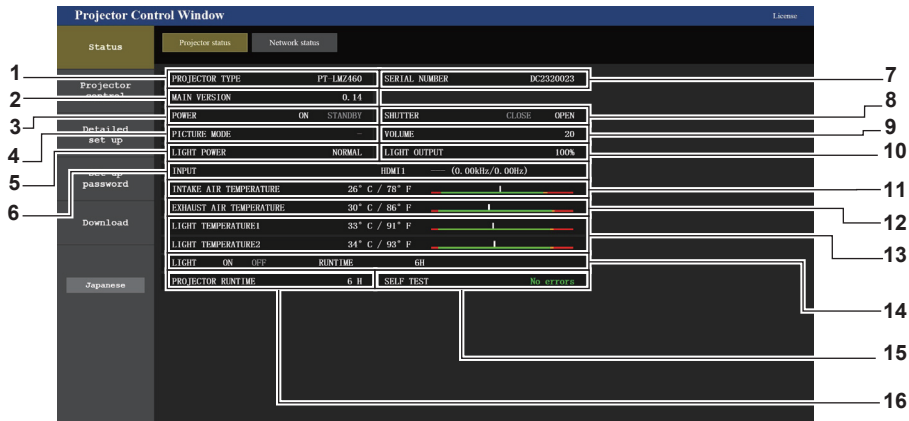 Projector Control Window License
Status Projector status Network status
1 PROJECTOR TYPE PT-LMZ460 SERIAL NUMBER DC2320023 7
Projector
control
2 MAIN VERSION 0.14
3 POWER ON STANDBY SHUTTER CLOSE OPEN 8
Detailed
set up
4 PICTURE MODE – VOLUME 20 9
5 LIGHT POWER NORMAL LIGHT OUTPUT 100% 10
Set up
password
6 INPUT HDMI1 --- (0.00kHz/0.00Hz)
INTAKE AIR TEMPERATURE 26° C / 78° F 11
EXHAUST AIR TEMPERATURE 30° C / 86° F 12
Download
LIGHT TEMPERATURE1 33° C / 91° F
LIGHT TEMPERATURE2 34° C / 93° F 13
LIGHT ON OFF RUNTIME 6H 14
PROJECTOR RUNTIME 6 H SELF TEST No errors
Japanese
15
16